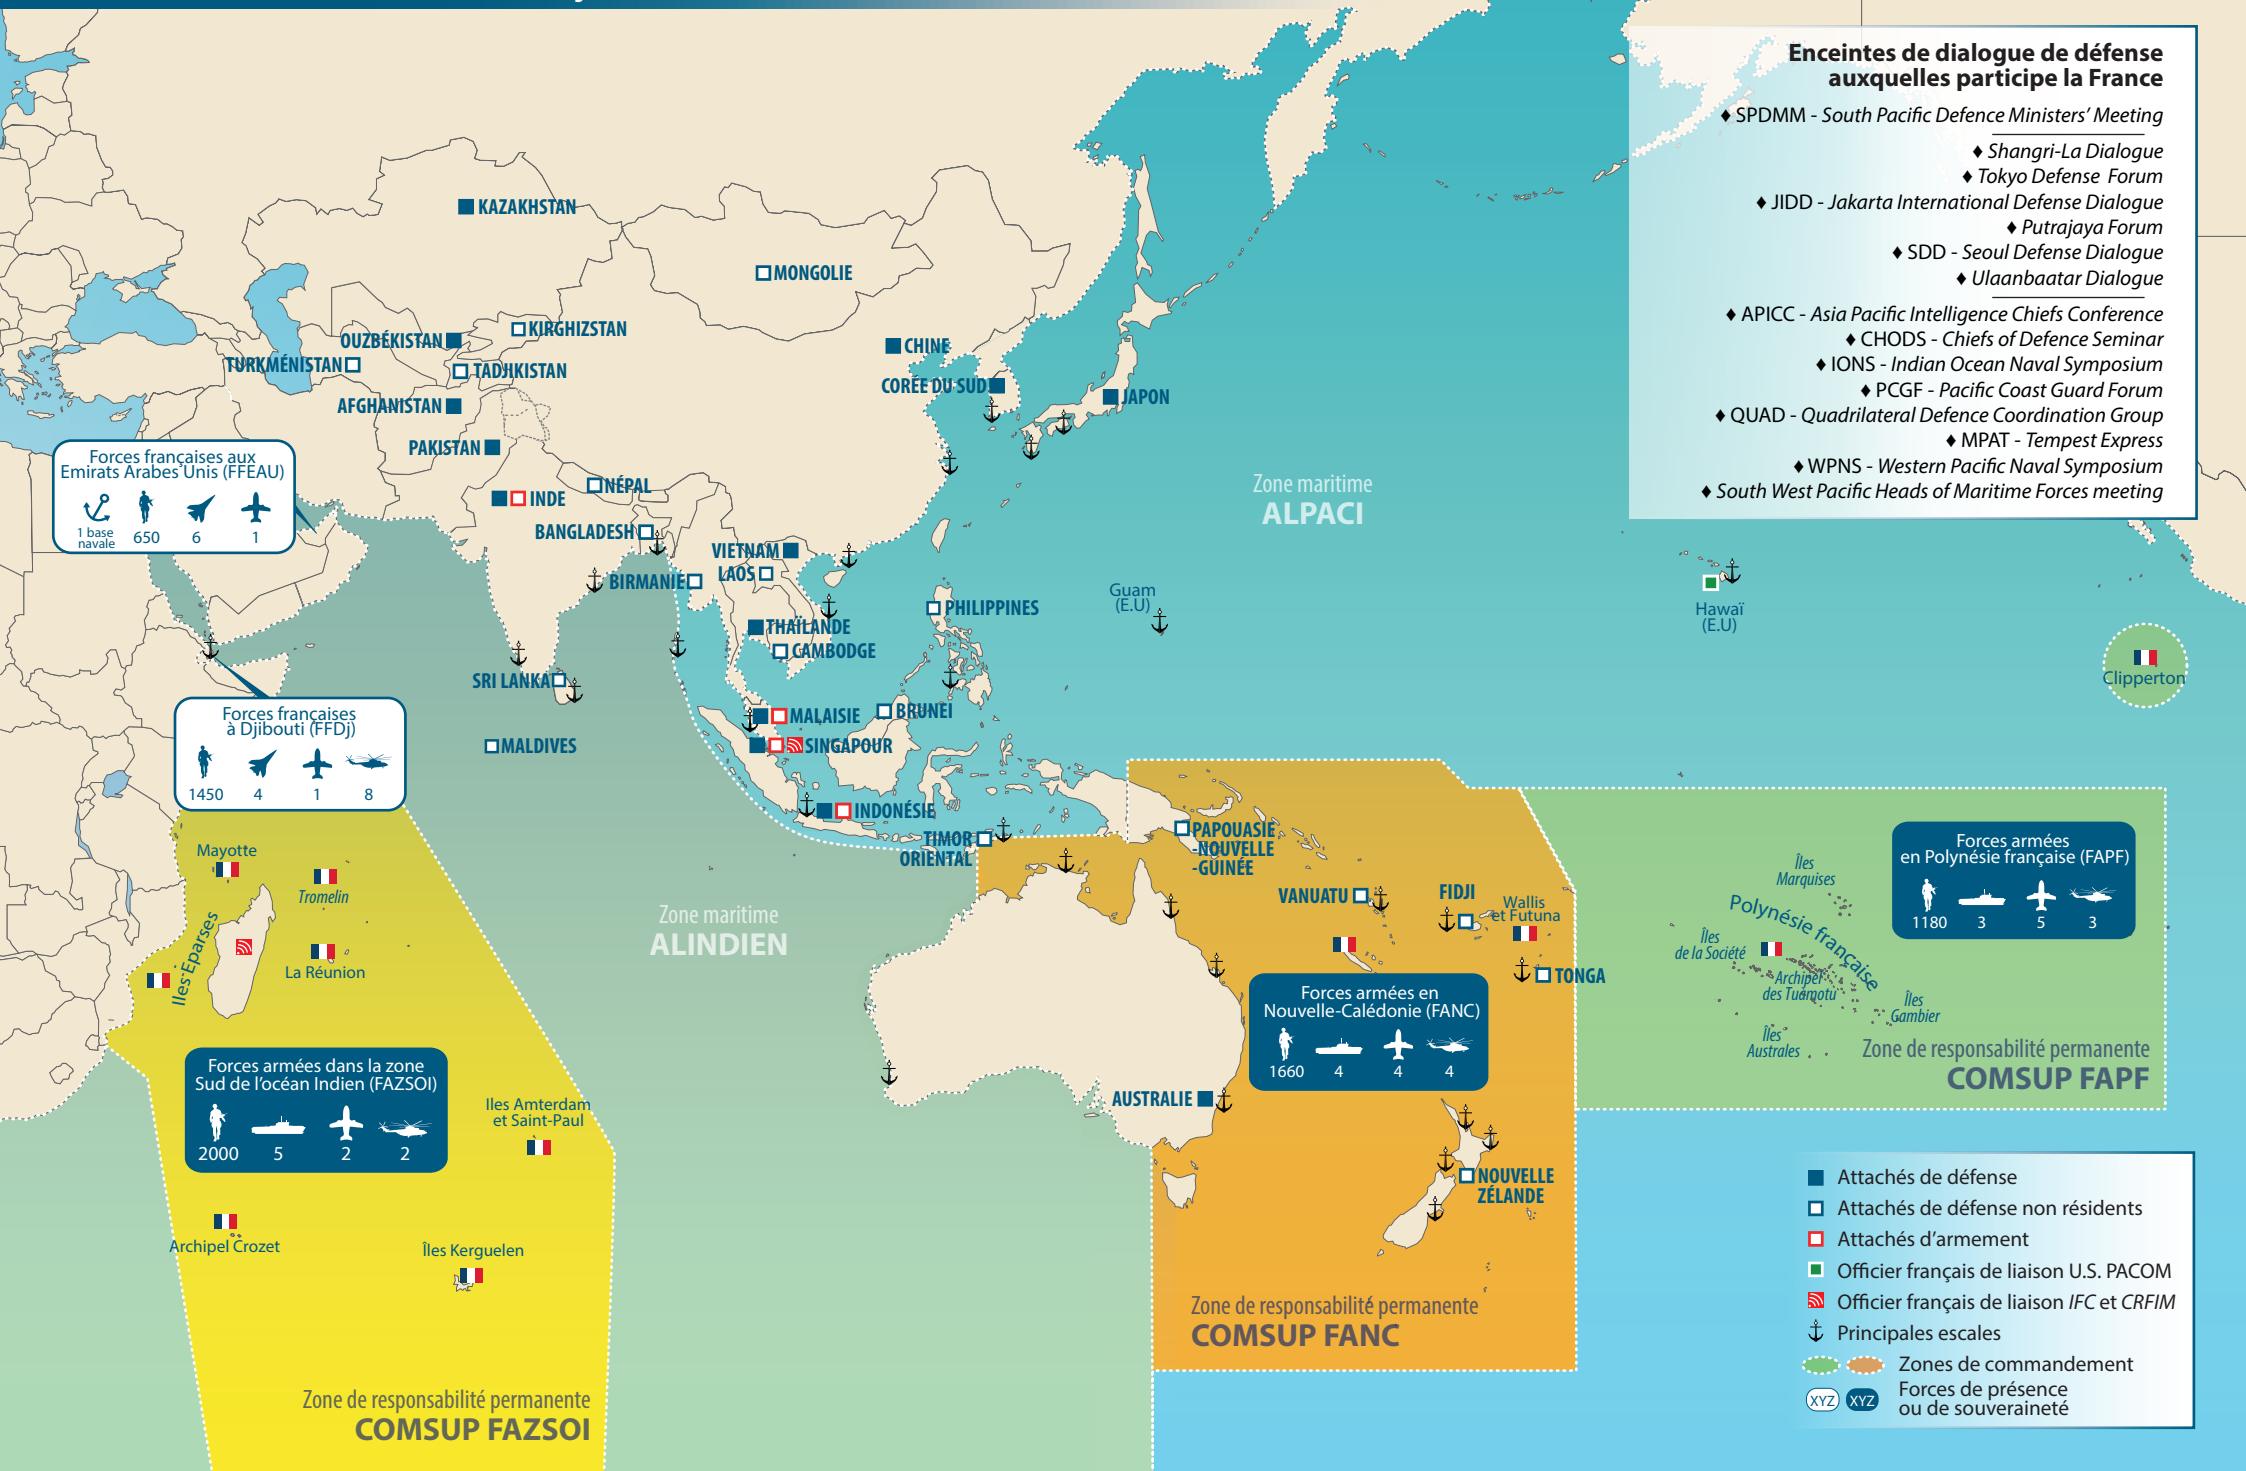 Enceintes de dialogue de défense
auxquelles participe la France
♦ SPDMM - South Pacific Defence Ministers' Meeting
♦ Shangri-La Dialogue
♦ Tokyo Defense Forum
♦ JIDD - Jakarta International Defense Dialogue
♦ Putrajaya Forum
♦ SDD - Seoul Defense Dialogue
♦ Ulaanbaatar Dialogue
♦ APICC - Asia Pacific Intelligence Chiefs Conference
♦ CHODS - Chiefs of Defence Seminar
♦ IONS - Indian Ocean Naval Symposium
♦ PCGF - Pacific Coast Guard Forum
♦ QUAD - Quadrilateral Defence Coordination Group
♦ MPAT - Tempest Express
♦ WPNS - Western Pacific Naval Symposium
♦ South West Pacific Heads of Maritime Forces meeting
KAZAKHSTAN
MONGOLIE
OUZBÉKISTAN
KIRGHIZSTAN
TURKMÉNISTAN
TADJIKISTAN
AFGHANISTAN
PAKISTAN
CHINE
CORÉE DU SUD
JAPON
Forces françaises aux
Emirats Arabes Unis (FFEAU)
1 base
navale
650
6
1
INDE
NÉPAL
BANGLADESH
VIETNAM
LAOS
BIRMANIE
PHILIPPINES
THAÏLANDE
CAMBODGE
SRI LANKA
MALDIVES
MALAISIE
BRUNEI
SINGAPOUR
INDONÉSIE
TIMOR
ORIENTAL
Zone maritime
ALPACI
Guam
(E.U)
Hawaï
(E.U)
Clipperton
Forces françaises
à Djibouti (FFDj)
1450
4
1
8
Mayotte
Tromelin
Iles Eparses
La Réunion
Zone maritime
ALINDIEN
PAPOUASIE
-NOUVELLE
-GUINÉE
VANUATU
FIDJI
Wallis
et Futuna
TONGA
Forces armées en
Nouvelle-Calédonie (FANC)
1660
4
4
4
AUSTRALIE
NOUVELLE
ZÉLANDE
Zone de responsabilité permanente
COMSUP FANC
Forces armées
en Polynésie française (FAPF)
1180
3
5
3
Îles
Marquises
Polynésie française
Îles
de la Société
Archipel
des Tuamotu
Îles
Gambier
Îles
Australes
Zone de responsabilité permanente
COMSUP FAPF
Forces armées dans la zone
Sud de l'océan Indien (FAZSOI)
2000
5
2
2
Iles Amterdam
et Saint-Paul
Archipel Crozet
Îles Kerguelen
Zone de responsabilité permanente
COMSUP FAZSOI
Attachés de défense
Attachés de défense non résidents
Attachés d'armement
Officier français de liaison U.S. PACOM
Officier français de liaison IFC et CRFIM
Principales escales
Zones de commandement
XYZ XYZ Forces de présence
ou de souveraineté